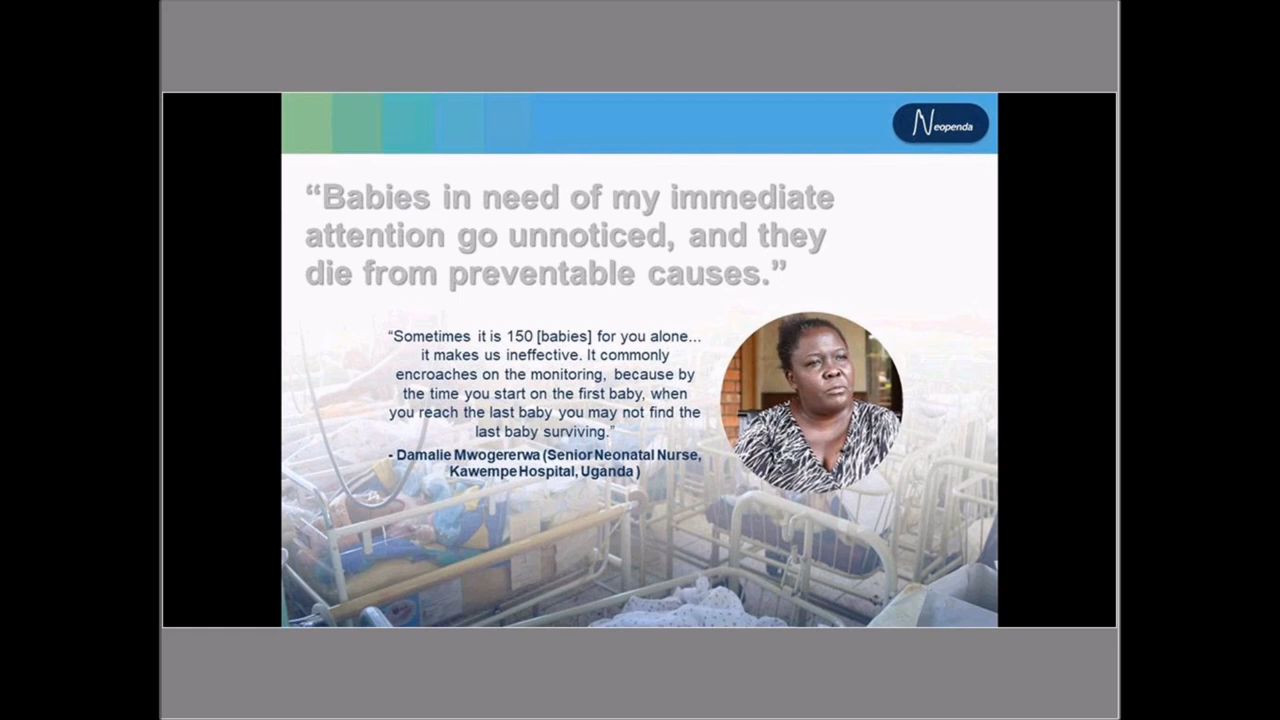 Neopenda
“Babies in need of my immediate
attention go unnoticed, and they
die from preventable causes.”
“Sometimes it is 150 [babies] for you alone...
it makes us ineffective. It commonly
encroaches on the monitoring, because by
the time you start on the first baby, when
you reach the last baby you may not find the
last baby surviving.”
- Damalie Mwogererwa (Senior Neonatal Nurse,
Kawempe Hospital, Uganda )